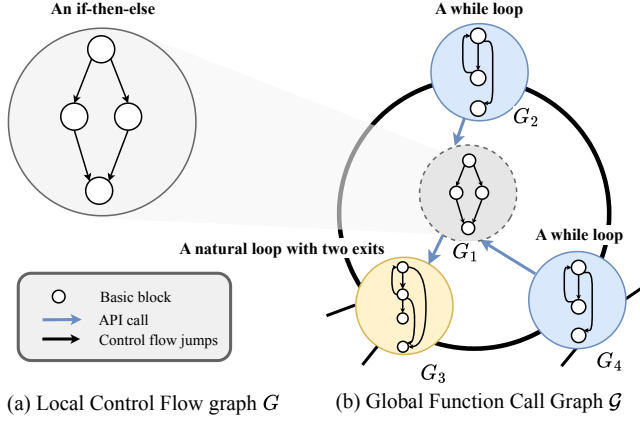 An if-then-else
A while loop
G₂
G₁
A natural loop with two exits
A while loop
G₃
G₄
Basic block
API call
Control flow jumps
(a) Local Control Flow graph G
(b) Global Function Call Graph 𝒢